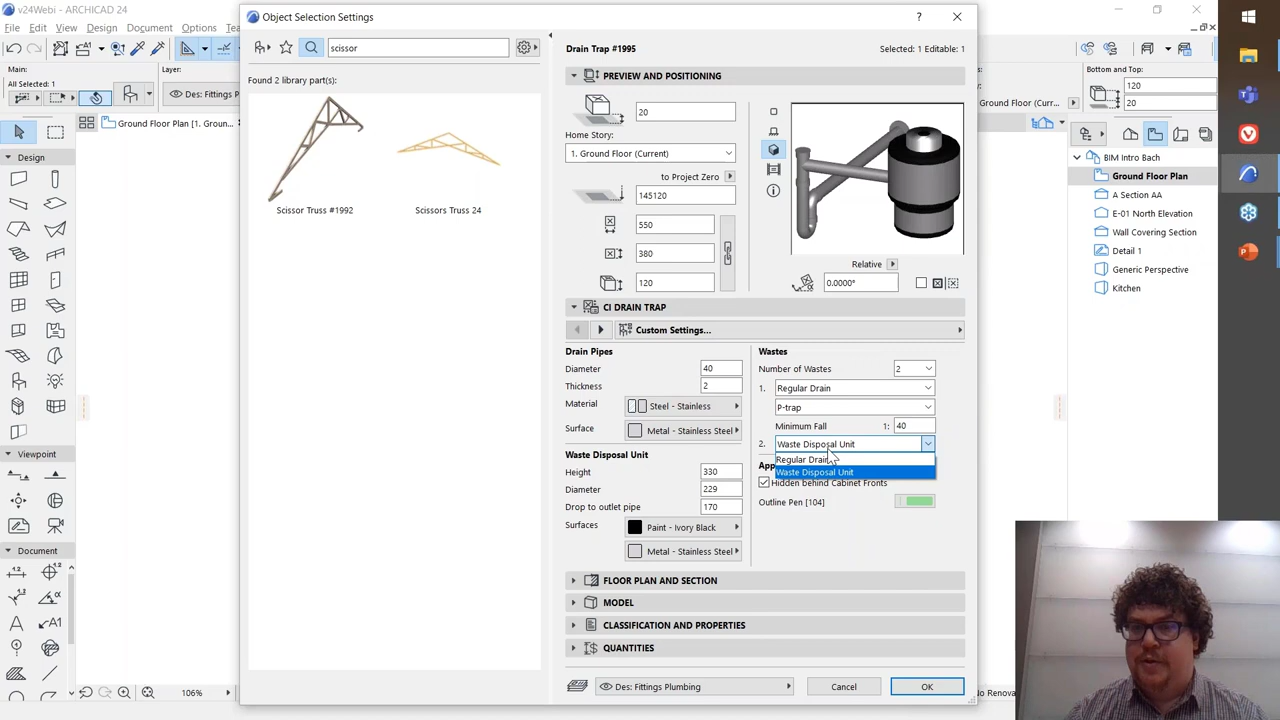 v24Webi
ARCHICAD 24
File
Edit
View
Design
Document
Options
Main:
All Selected: 1
Layer:
Des: Fittings
Ground Floor Plan [1. Ground
Design
Viewpoint
Document
106%
Object Selection Settings
?
scissor
Found 2 library part(s):
Scissor Truss #1992
Scissors Truss 24
Drain Trap #1995
Selected: 1 Editable: 1
PREVIEW AND POSITIONING
20
Home Story:
1. Ground Floor (Current)
to Project Zero
145120
550
380
120
Relative
0.0000°
CI DRAIN TRAP
Custom Settings...
Drain Pipes
Diameter 40
Thickness 2
Material Steel - Stainless
Surface Metal - Stainless Steel
Waste Disposal Unit
Height 330
Diameter 229
Drop to outlet pipe 170
Surfaces Paint - Ivory Black
Metal - Stainless Steel
Wastes
Number of Wastes 2
1. Regular Drain
P-trap
Minimum Fall 1: 40
2. Waste Disposal Unit
Regular Drain
Waste Disposal Unit
Hidden behind Cabinet Fronts
Outline Pen [104]
FLOOR PLAN AND SECTION
MODEL
CLASSIFICATION AND PROPERTIES
QUANTITIES
Des: Fittings Plumbing
Cancel
OK
Bottom and Top:
120
20
Ground Floor (Curr...
BIM Intro Bach
Ground Floor Plan
A Section AA
E-01 North Elevation
Wall Covering Section
Detail 1
Generic Perspective
Kitchen